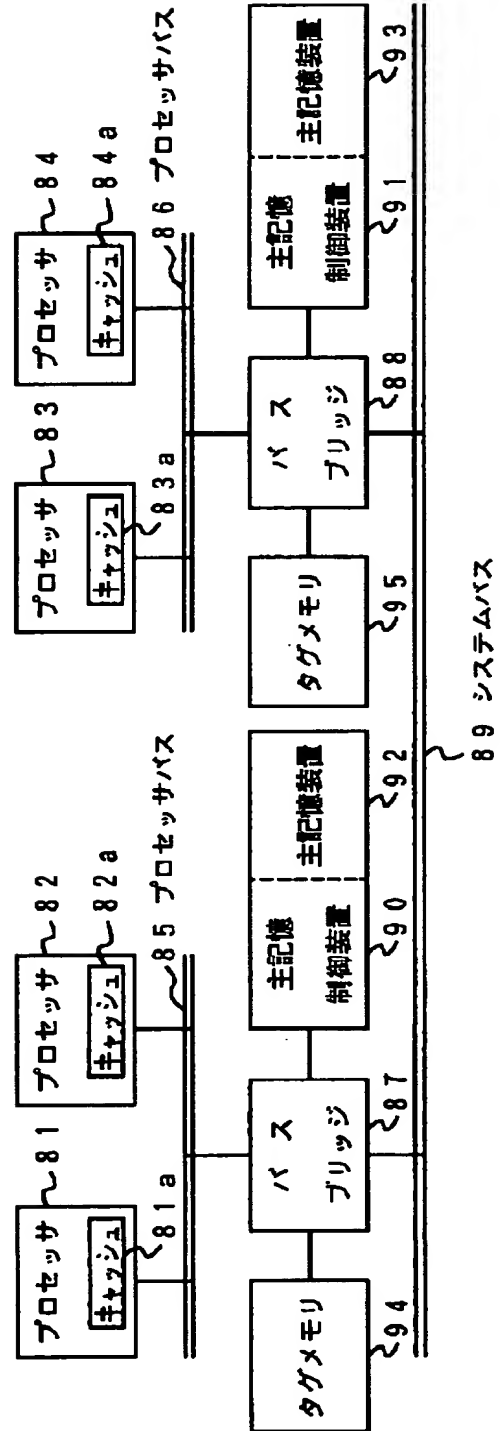 プロセッサ 81
キャッシュ
81a
プロセッサ 82
キャッシュ 82a
85 プロセッサバス
プロセッサ 83
キャッシュ
83a
プロセッサ 84
キャッシュ 84a
86 プロセッサバス
タグメモリ
94
バス
ブリッジ
87
主記憶
制御装置
90
主記憶装置
92
タグメモリ
95
バス
ブリッジ
88
主記憶
制御装置
91
主記憶装置
93
89 システムバス